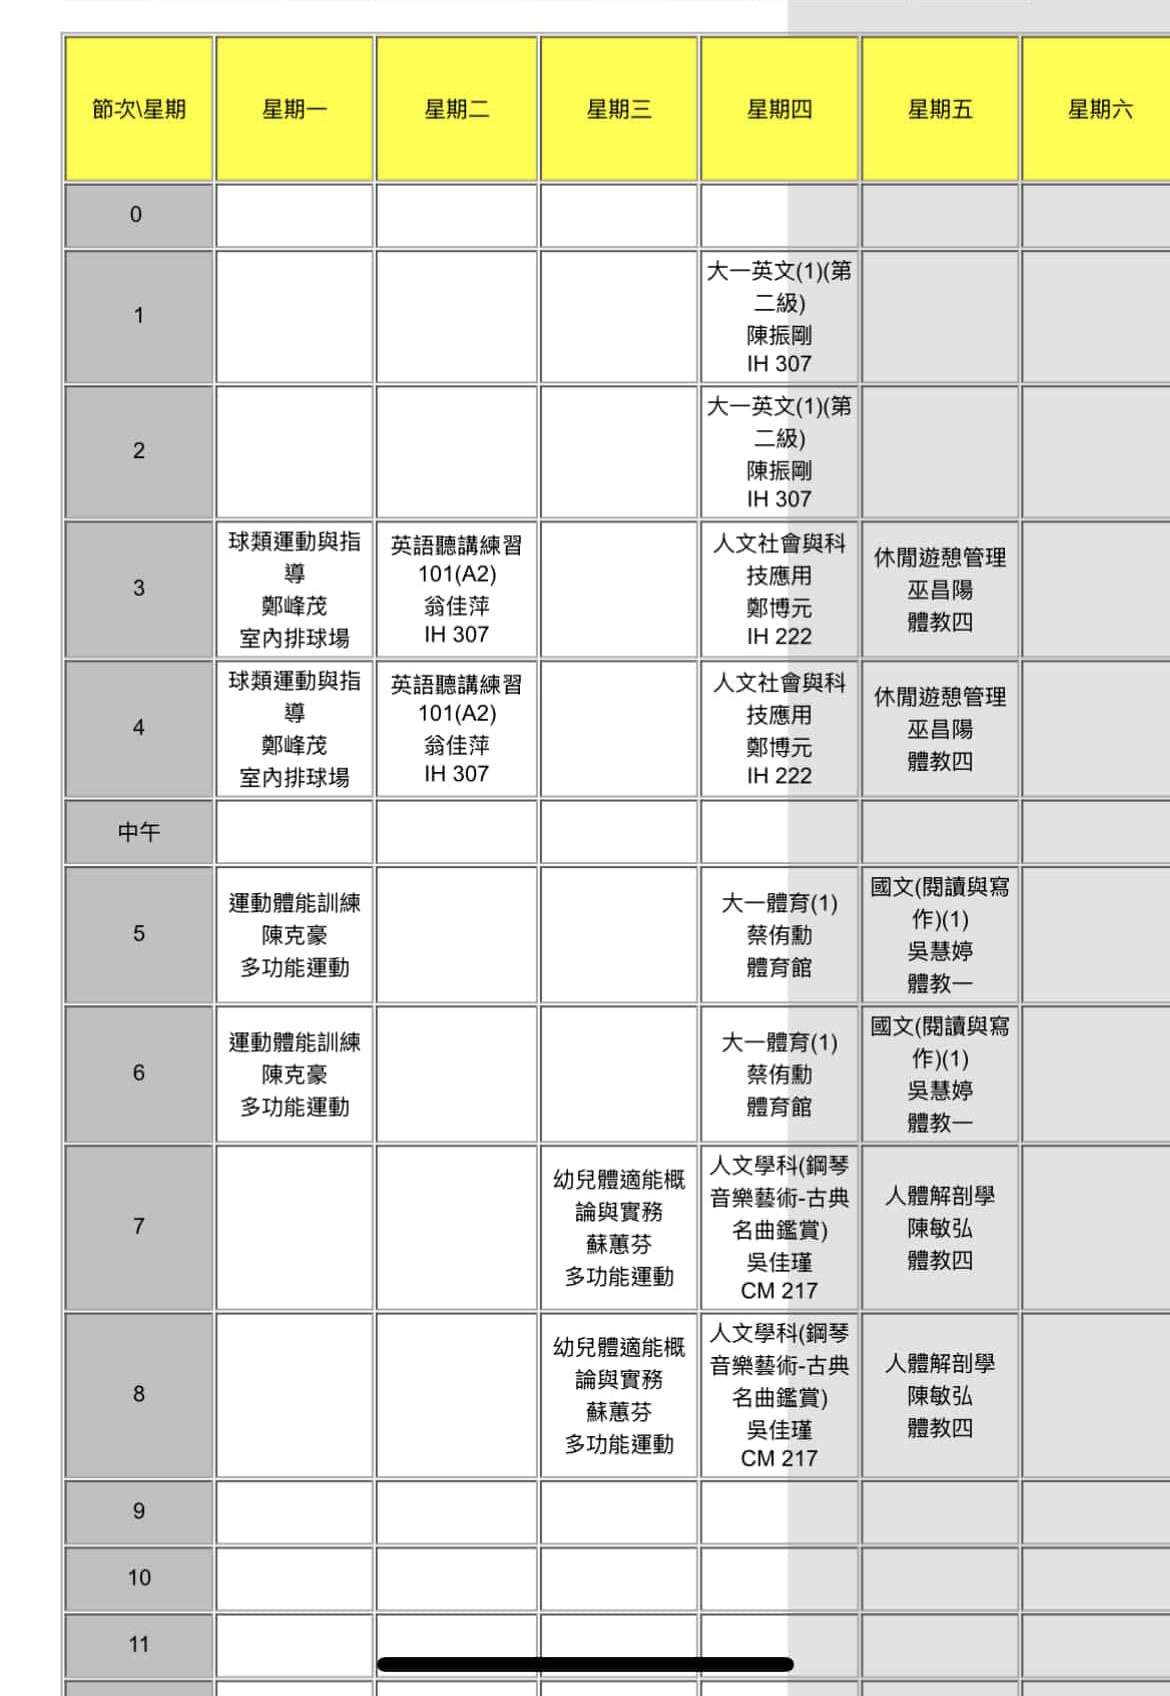 節次\星期 星期一 星期二 星期三 星期四 星期五 星期六
0
1
大一英文(1)(第
二級)
陳振剛
IH 307
2
大一英文(1)(第
二級)
陳振剛
IH 307
3
球類運動與指
導
鄭峰茂
室內排球場
英語聽講練習
101(A2)
翁佳萍
IH 307
人文社會與科
技應用
鄭博元
IH 222
休閒遊憩管理
巫昌陽
體教四
4
球類運動與指
導
鄭峰茂
室內排球場
英語聽講練習
101(A2)
翁佳萍
IH 307
人文社會與科
技應用
鄭博元
IH 222
休閒遊憩管理
巫昌陽
體教四
中午
5
運動體能訓練
陳克豪
多功能運動
大一體育(1)
蔡侑勳
體育館
國文(閱讀與寫
作)(1)
吳慧婷
體教一
6
運動體能訓練
陳克豪
多功能運動
大一體育(1)
蔡侑勳
體育館
國文(閱讀與寫
作)(1)
吳慧婷
體教一
7
幼兒體適能概
論與實務
蘇蕙芬
多功能運動
人文學科(鋼琴
音樂藝術-古典
名曲鑑賞)
吳佳瑾
CM 217
人體解剖學
陳敏弘
體教四
8
幼兒體適能概
論與實務
蘇蕙芬
多功能運動
人文學科(鋼琴
音樂藝術-古典
名曲鑑賞)
吳佳瑾
CM 217
人體解剖學
陳敏弘
體教四
9
10
11